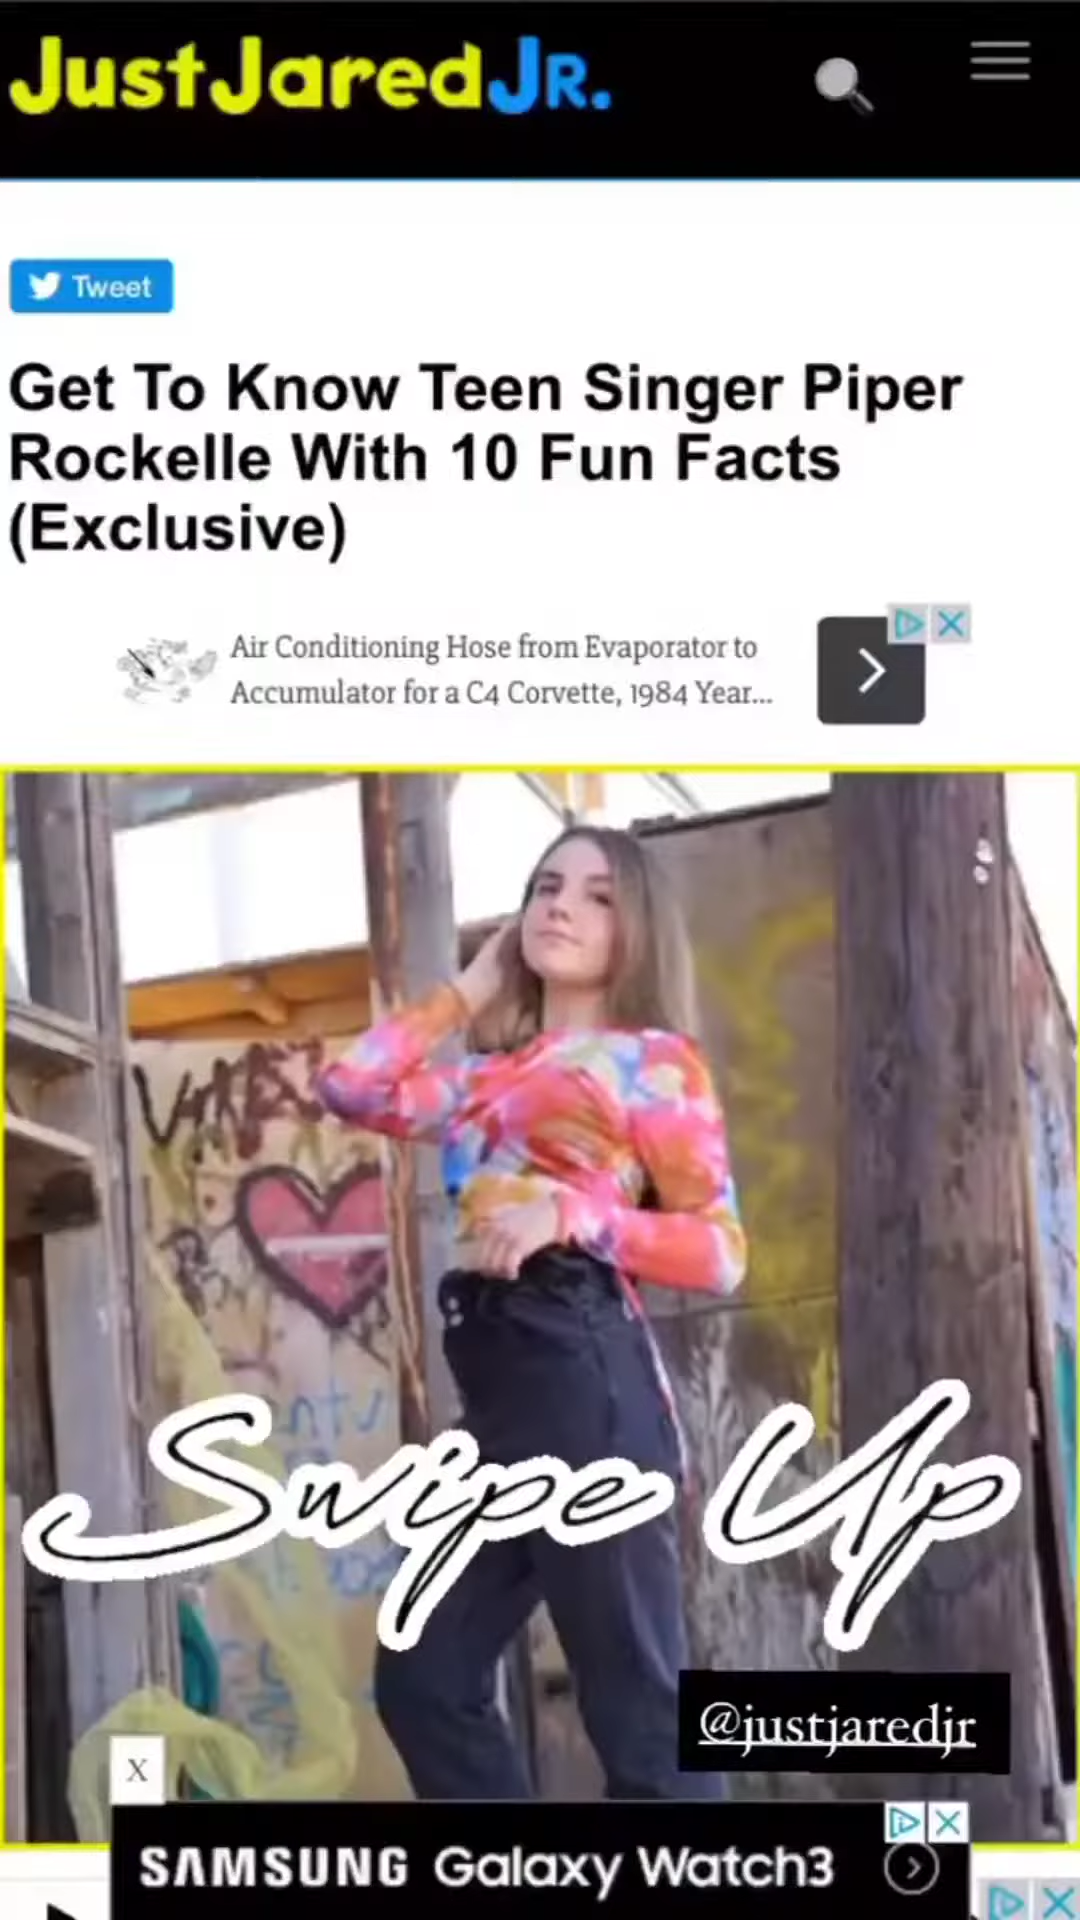 JustJaredJr.
Tweet
Get To Know Teen Singer Piper
Rockelle With 10 Fun Facts
(Exclusive)
Air Conditioning Hose from Evaporator to
Accumulator for a C4 Corvette, 1984 Year...
Swipe Up
@justjaredjr
X
SAMSUNG Galaxy Watch3